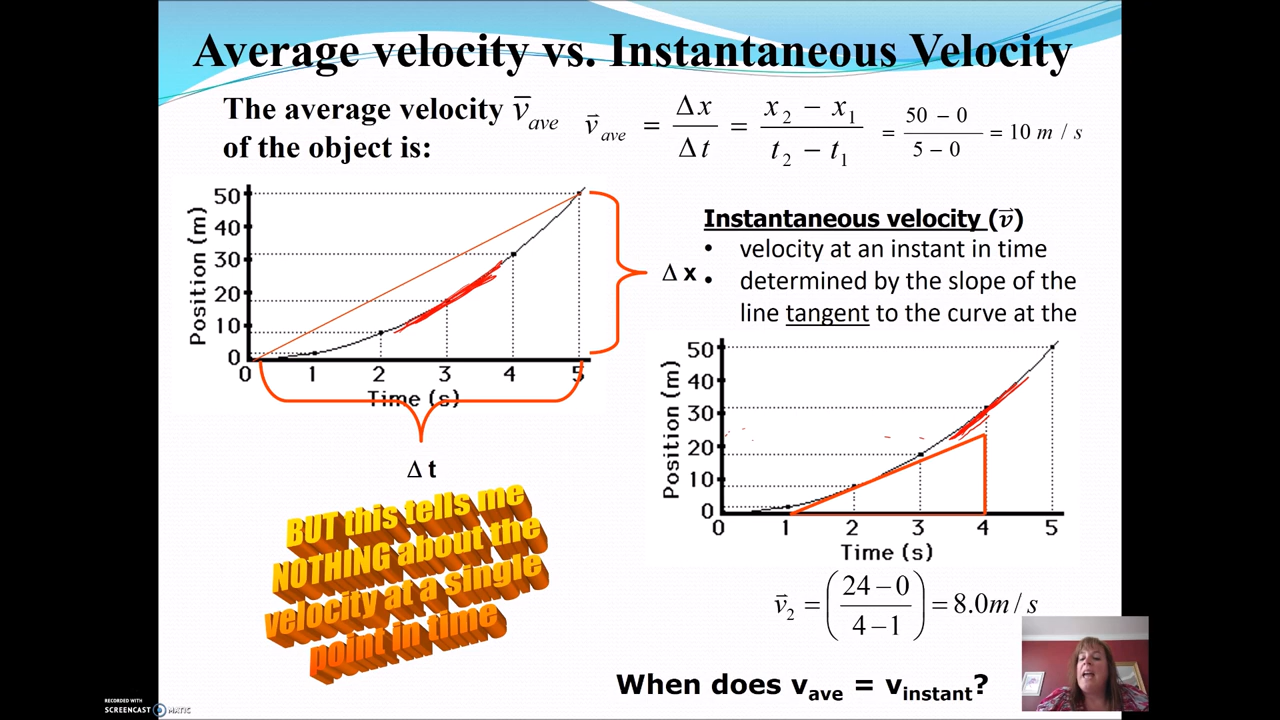 Average velocity vs. Instantaneous Velocity
The average velocity v̅ₐᵥₑ
of the object is:
v⃗ₐᵥₑ = Δx / Δt = (x₂ − x₁) / (t₂ − t₁) = (50 − 0) / (5 − 0) = 10 m / s
Position (m)
50
40
30
20
10
0
0 1 2 3 4 5
Time (s)
Δ x
Δ t
BUT this tells me
NOTHING about the
velocity at a single
point in time
Instantaneous velocity (v⃗)
• velocity at an instant in time
• determined by the slope of the
line tangent to the curve at the
Position (m)
50
40
30
20
10
0
0 1 2 3 4 5
Time (s)
v⃗₂ = ((24 − 0) / (4 − 1)) = 8.0 m / s
When does vₐᵥₑ = vᵢₙₛₜₐₙₜ?
RECORDED WITH
SCREENCAST MATIC